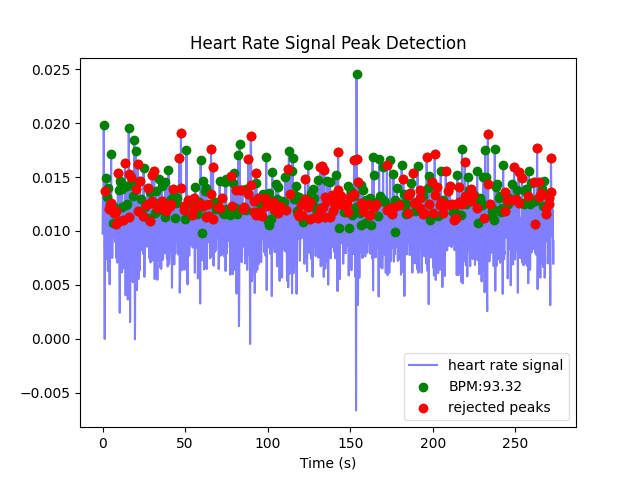 Heart Rate Signal Peak Detection
0.025
0.020
0.015
0.010
0.005
0.000
−0.005
heart rate signal
BPM:93.32
rejected peaks
0 50 100 150 200 250
Time (s)